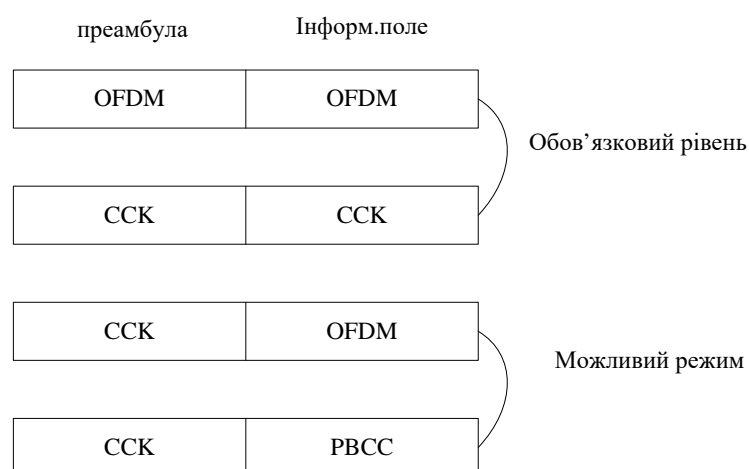 преамбула Інформ.поле
OFDM OFDM
Обов’язковий рівень
CCK CCK
CCK OFDM
Можливий режим
CCK PBCC